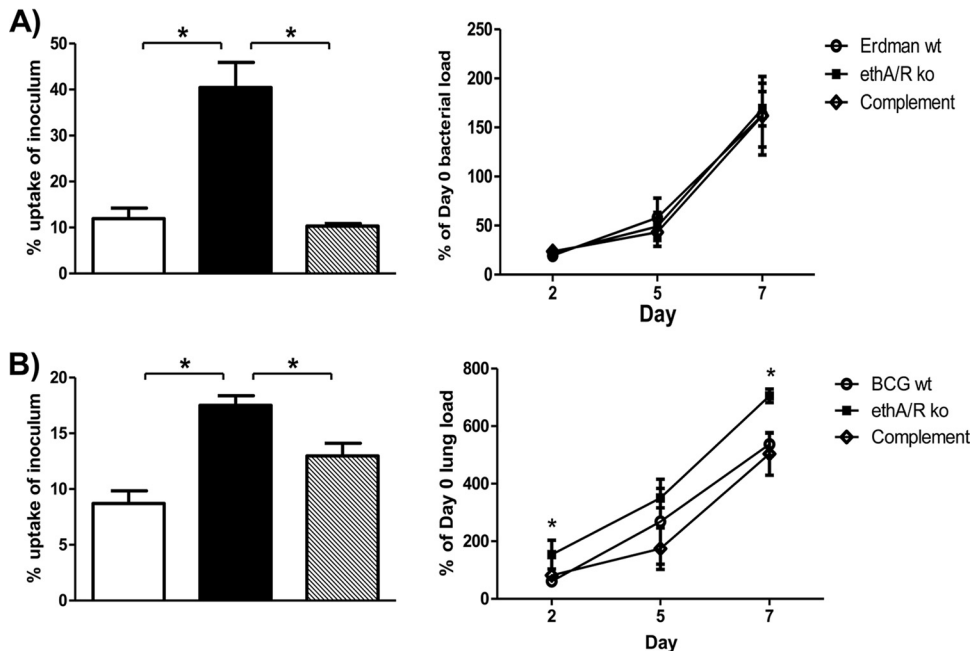 A)
% uptake of inoculum
50
40
30
20
10
0
* *
% of Day 0 bacterial load
250
200
150
100
50
0
2 5 7
Day
Erdman wt
ethA/R ko
Complement
B)
% uptake of inoculum
20
15
10
5
0
* *
% of Day 0 lung load
800
600
400
200
0
* *
2 5 7
Day
BCG wt
ethA/R ko
Complement